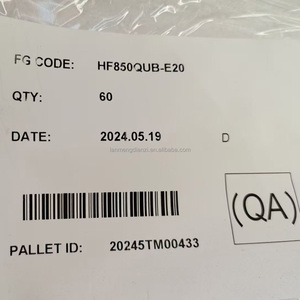 FG CODE: HF850QUB-E20
QTY: 60
DATE: 2024.05.19 D
(QA)
PALLET ID: 20245TM00433